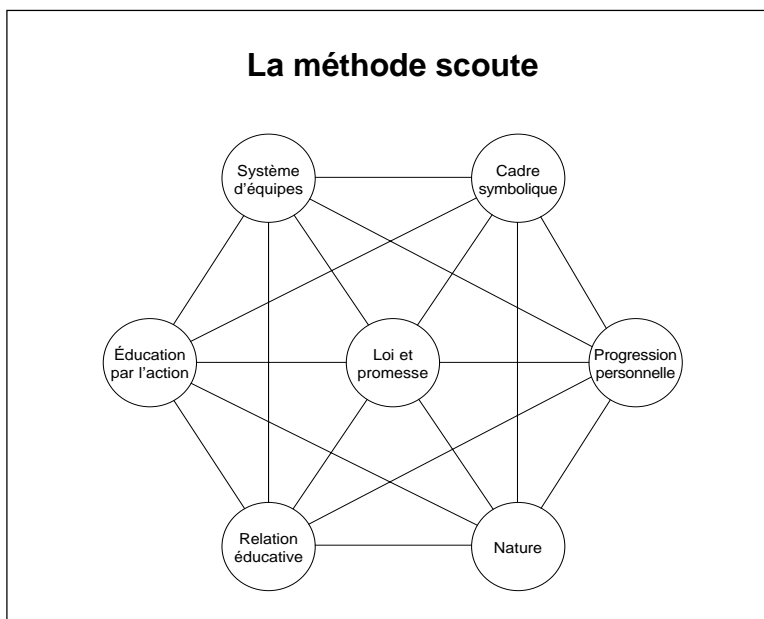 La méthode scoute
Système
d'équipes
Cadre
symbolique
Éducation
par l'action
Loi et
promesse
Progression
personnelle
Relation
éducative
Nature